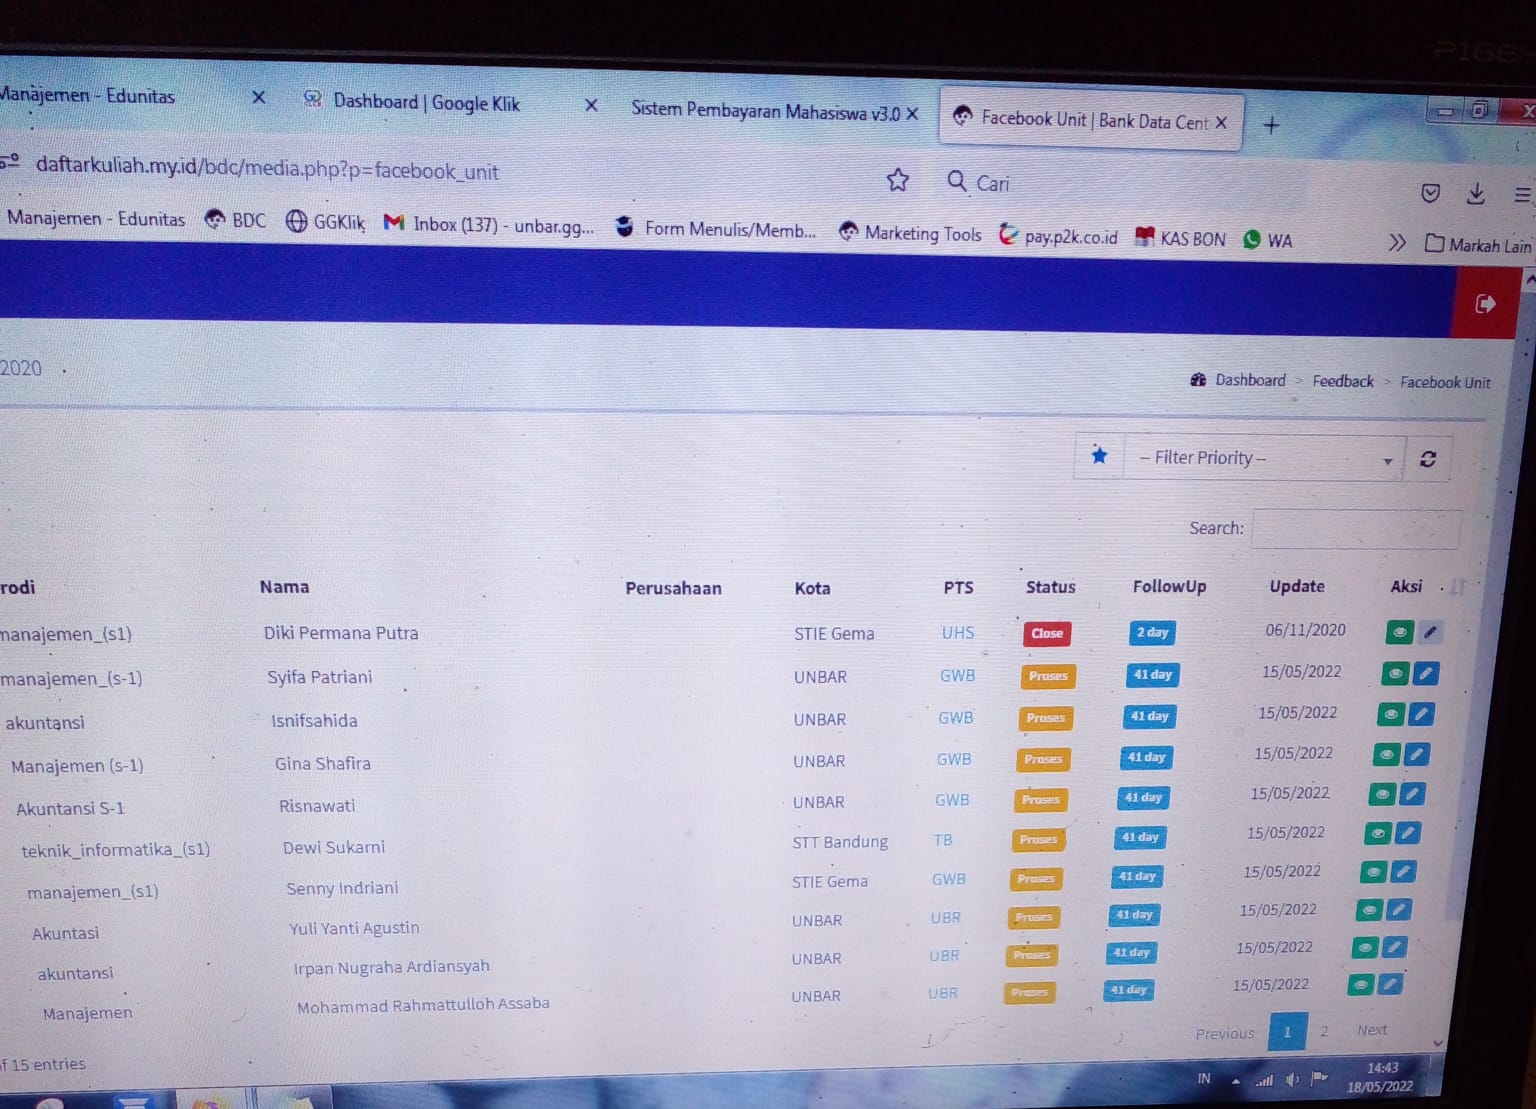 Manajemen - Edunitas Dashboard | Google Klik Sistem Pembayaran Mahasiswa v3.0 Facebook Unit | Bank Data Cent
daftarkuliah.my.id/bdc/media.php?p=facebook_unit Cari
Manajemen - Edunitas BDC GGKlik Inbox (137) - unbar.gg... Form Menulis/Memb... Marketing Tools pay.p2k.co.id KAS BON WA Markah Lain
2020 Dashboard > Feedback > Facebook Unit
-- Filter Priority --
Search:
rodi Nama Perusahaan Kota PTS Status FollowUp Update Aksi
manajemen_(s1) Diki Permana Putra STIE Gema UHS Close 2 day 06/11/2020
manajemen_(s-1) Syifa Patriani UNBAR GWB Proses 41 day 15/05/2022
akuntansi Isnifsahida UNBAR GWB Proses 41 day 15/05/2022
Manajemen (s-1) Gina Shafira UNBAR GWB Proses 41 day 15/05/2022
Akuntansi S-1 Risnawati UNBAR GWB Proses 41 day 15/05/2022
teknik_informatika_(s1) Dewi Sukarni STT Bandung TB Proses 41 day 15/05/2022
manajemen_(s1) Senny Indriani STIE Gema GWB Proses 41 day 15/05/2022
Akuntasi Yuli Yanti Agustin UNBAR UBR Proses 41 day 15/05/2022
akuntansi Irpan Nugraha Ardiansyah UNBAR UBR Proses 41 day 15/05/2022
Manajemen Mohammad Rahmattulloh Assaba UNBAR UBR Proses 41 day 15/05/2022
Previous 1 2 Next
of 15 entries
IN 14:43
18/05/2022